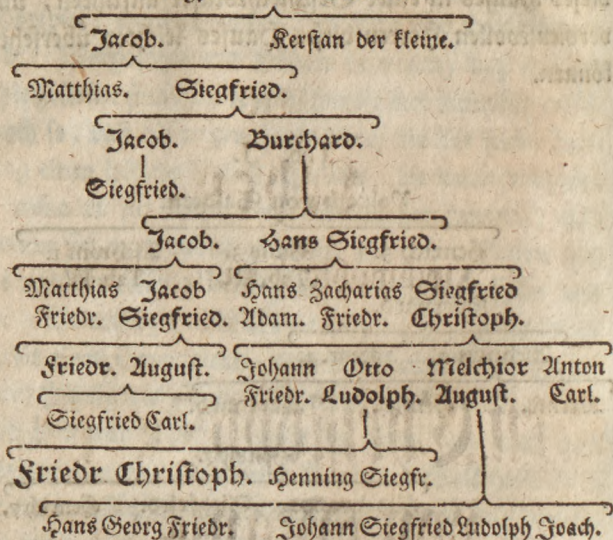 Jacob. Kerstan der kleine.
Matthias. Siegfried.
Jacob. Burchard.
Siegfried.
Jacob. Hans Siegfried.
Matthias Jacob Hans Zacharias Siegfried
Friedr. Siegfried. Adam. Friedr. Christoph.
Friedr. August. Johann Otto Melchior Anton
Friedr. Ludolph. August. Carl.
Siegfried Carl.
Friedr Christoph. Henning Siegfr.
Hans Georg Friedr. Johann Siegfried Ludolph Joach.